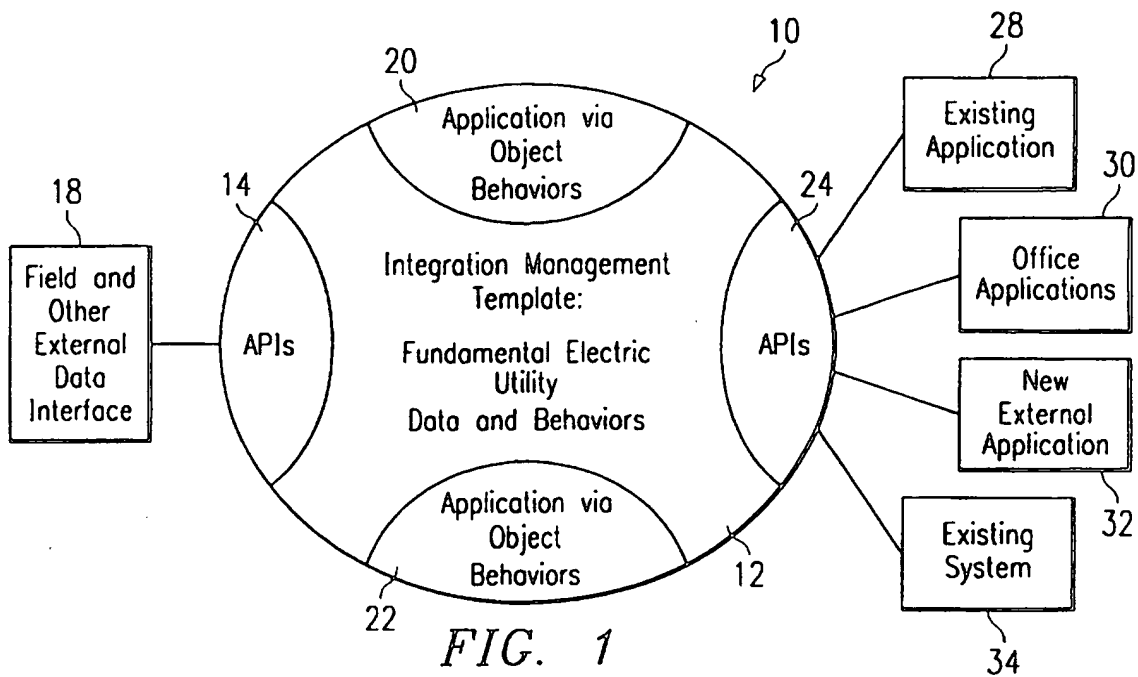 10
28
20
Existing
Application
Application via
Object
Behaviors
14
24
18
30
Field and
Other
External
Data
Interface
APIs
Integration Management
Template:
Fundamental Electric
Utility
Data and Behaviors
APIs
Office
Applications
New
External
Application
32
Application via
Object
Behaviors
12
22
Existing
System
34
FIG. 1